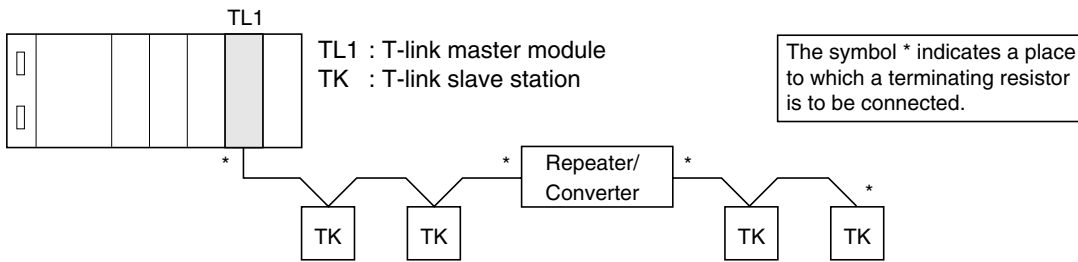 TL1
TL1 : T-link master module
TK : T-link slave station
The symbol * indicates a place
to which a terminating resistor
is to be connected.
*
*
Repeater/
Converter
*
*
TK
TK
TK
TK